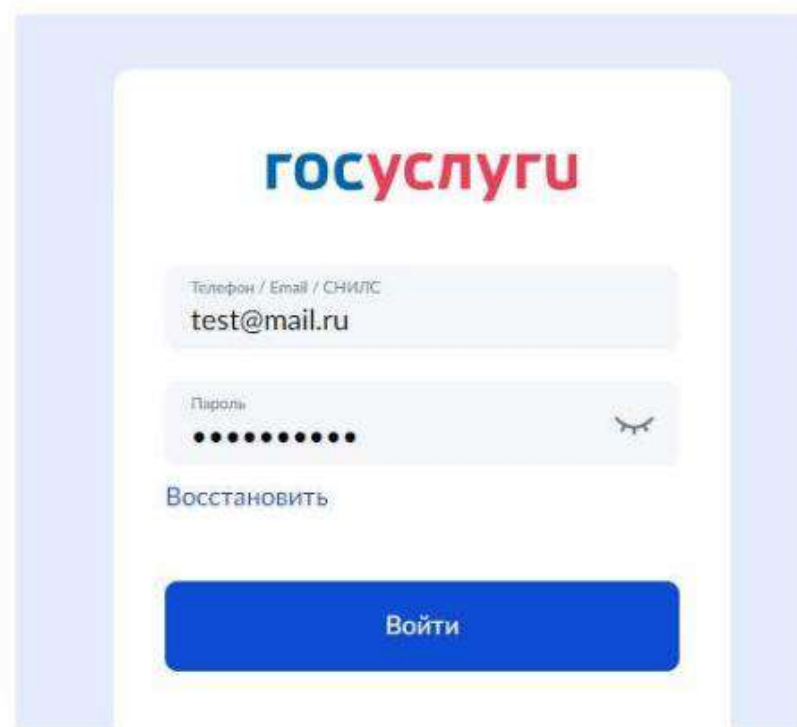 госуслуги
Телефон / Email / СНИЛС
test@mail.ru
Пароль
••••••••••
Восстановить
Войти